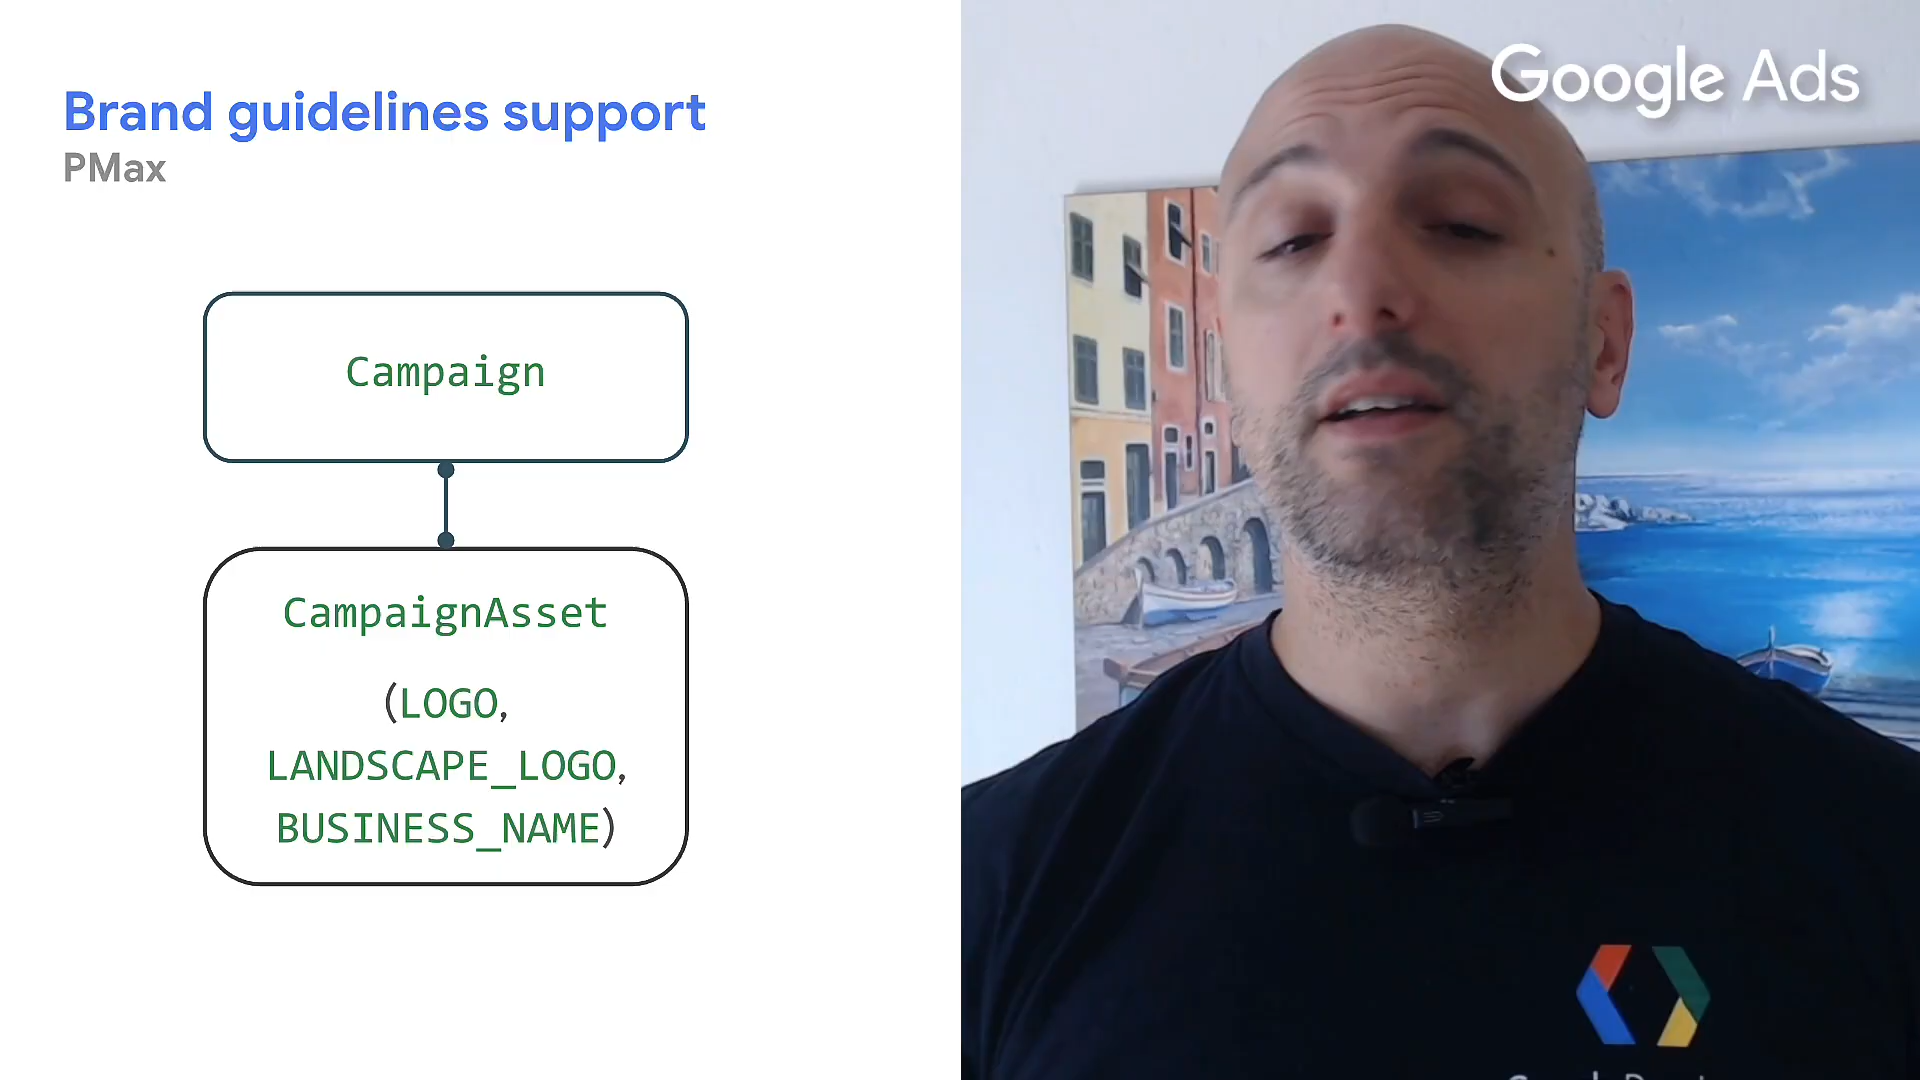 Brand guidelines support
PMax
Campaign
CampaignAsset
(LOGO,
LANDSCAPE_LOGO,
BUSINESS_NAME)
Google Ads